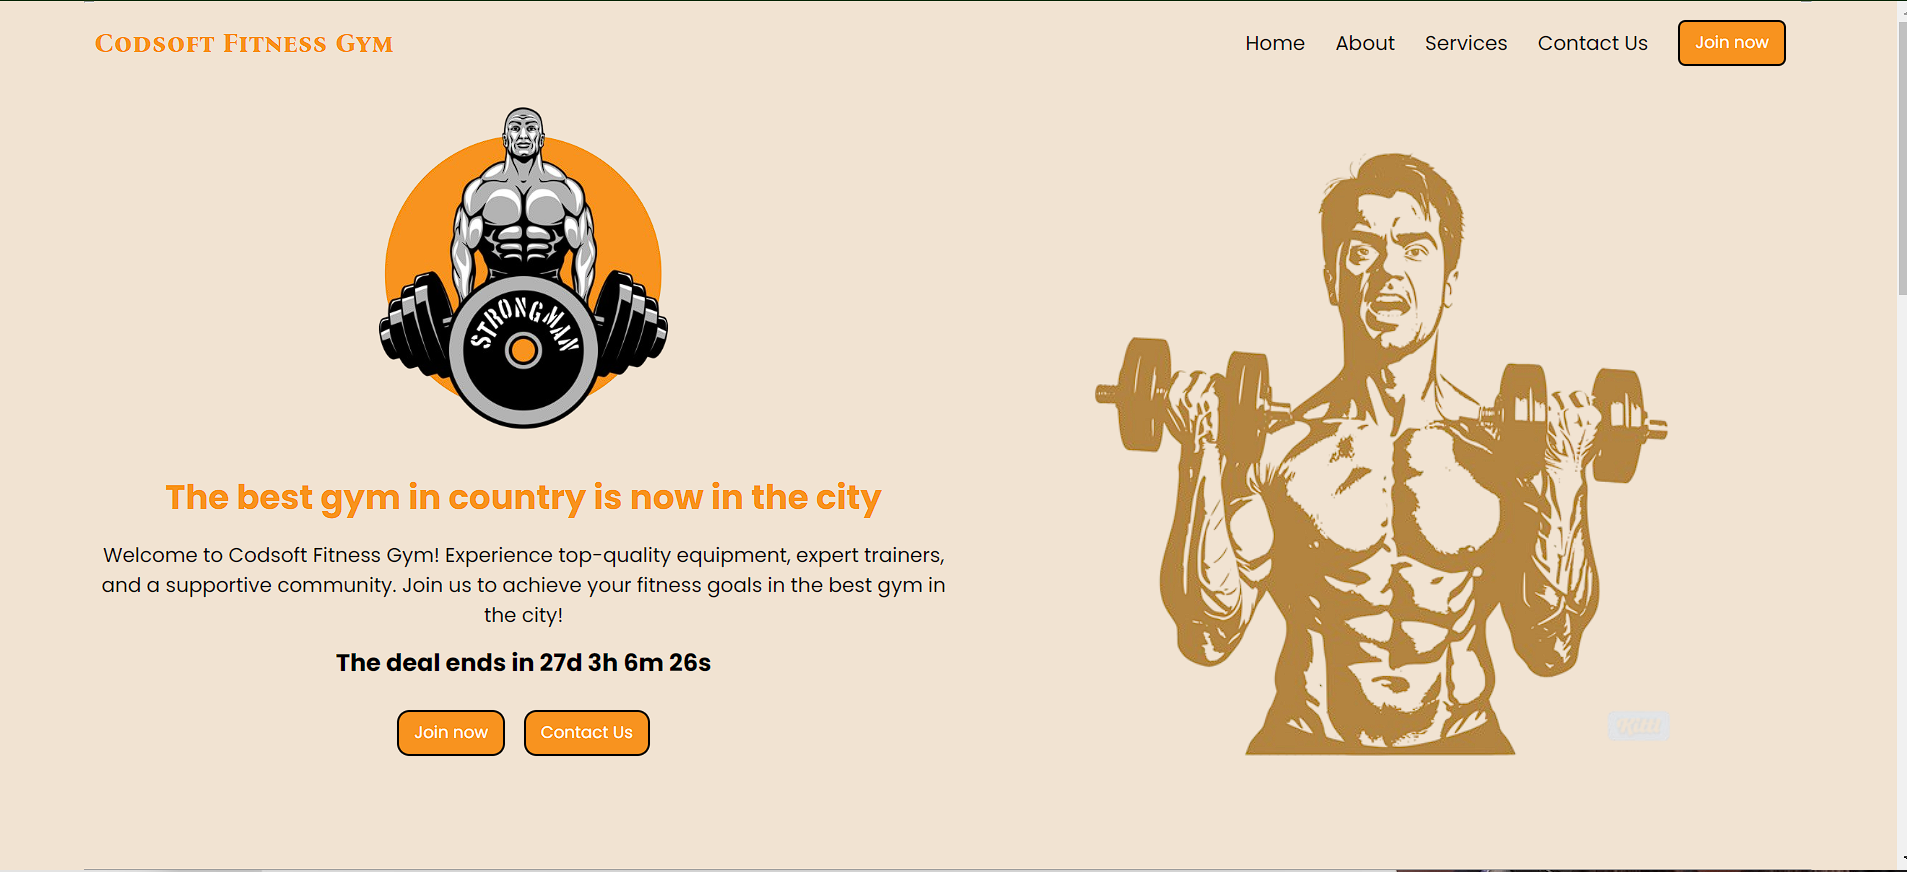 Codsoft Fitness Gym
Home About Services Contact Us Join now
STRONGMAN
The best gym in country is now in the city
Welcome to Codsoft Fitness Gym! Experience top-quality equipment, expert trainers,
and a supportive community. Join us to achieve your fitness goals in the best gym in
the city!
The deal ends in 27d 3h 6m 26s
Join now Contact Us